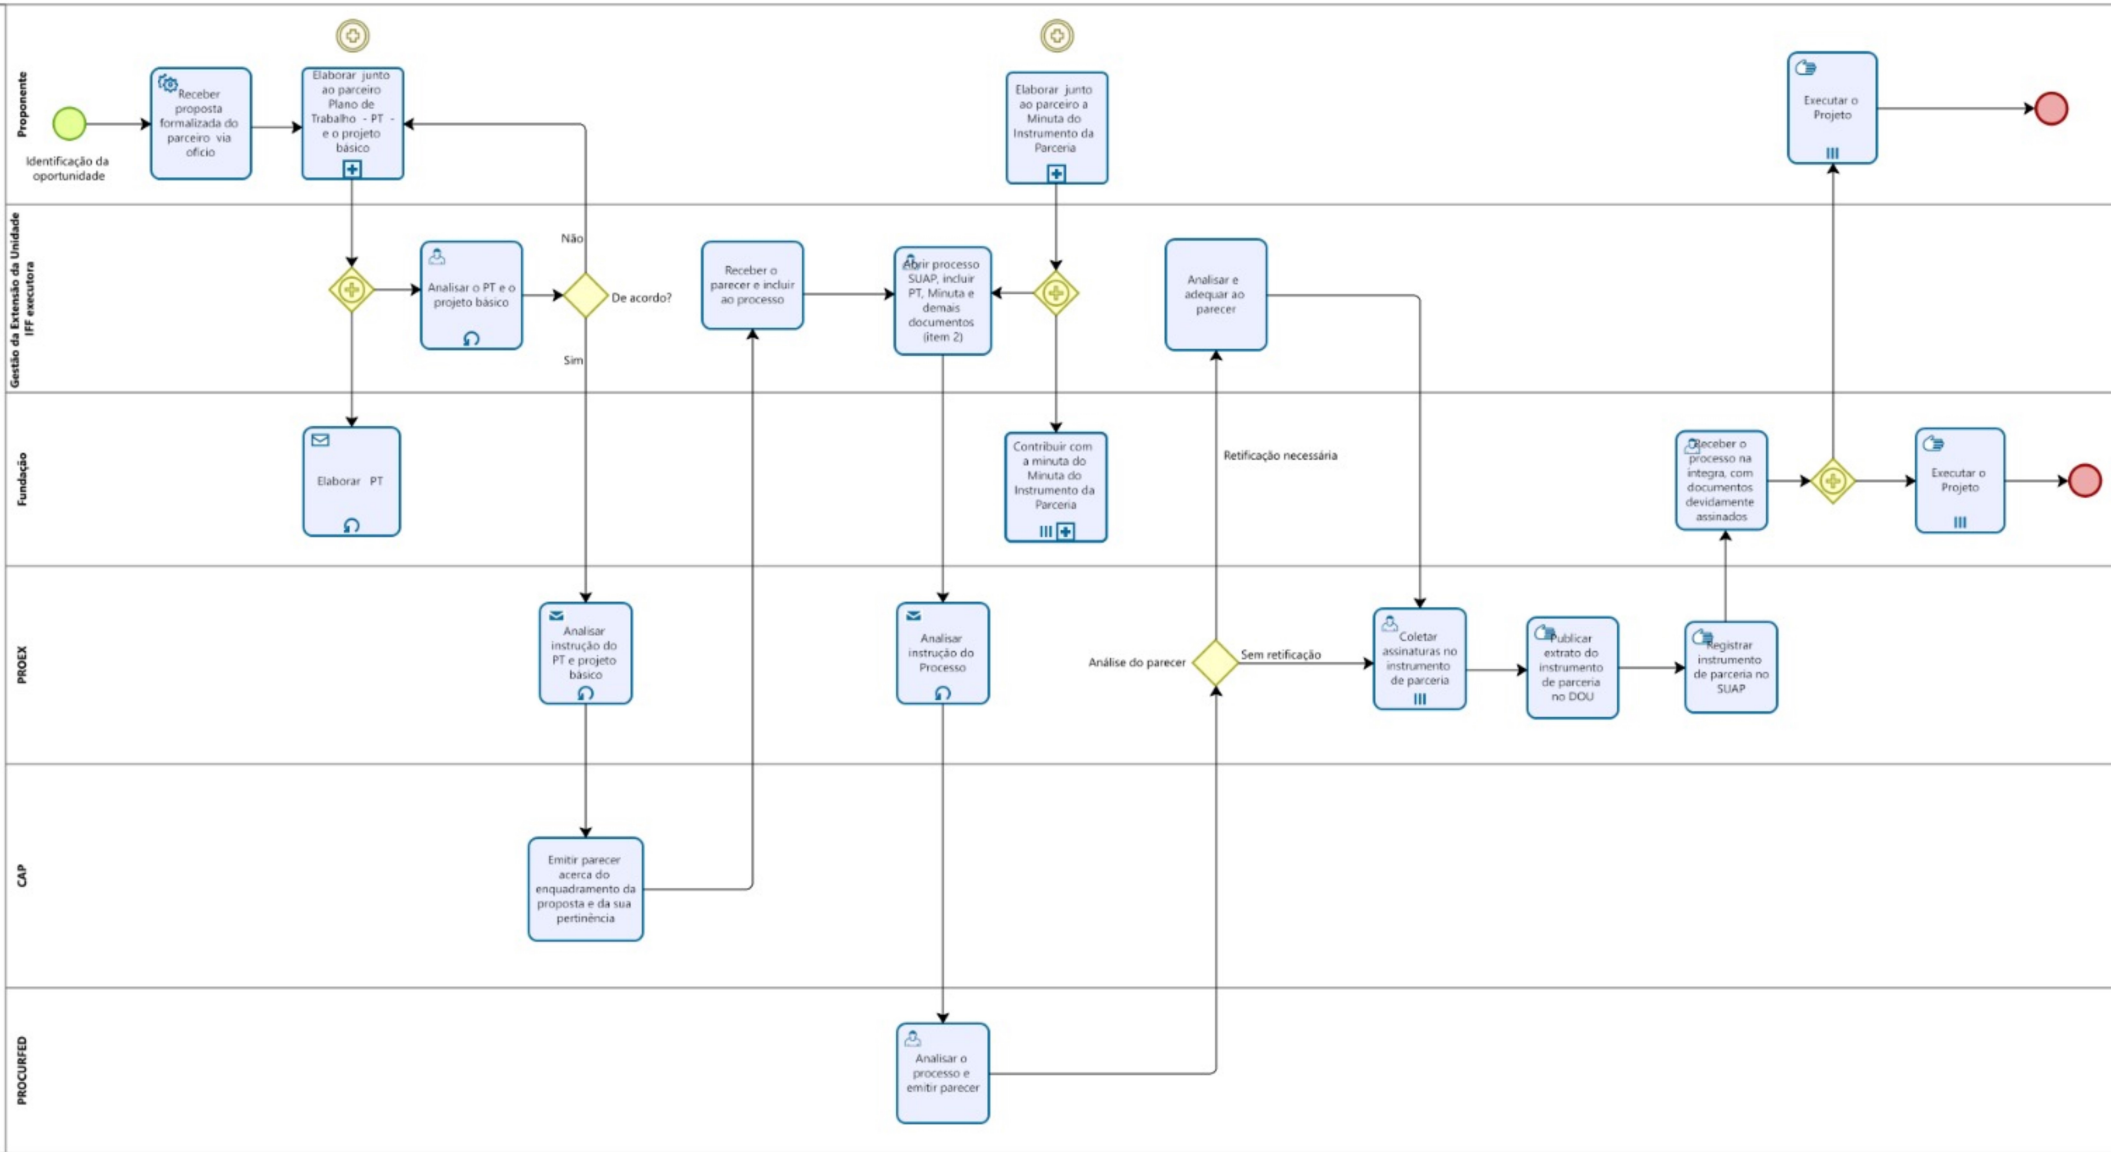 Proponente
Identificação da
oportunidade
Receber
proposta
formalizada do
parceiro via
ofício
Elaborar junto
ao parceiro
Plano de
Trabalho - PT -
e o projeto
básico
Elaborar junto
ao parceiro a
Minuta do
Instrumento da
Parceria
Executar o
Projeto
Gestão da Extensão da Unidade
IFF executora
Analisar o PT e o
projeto básico
Não
De acordo?
Sim
Receber o
parecer e incluir
ao processo
Abrir processo
SUAP, incluir
PT, Minuta e
demais
documentos
(item 2)
Analisar e
adequar ao
parecer
Fundação
Elaborar PT
Contribuir com
a minuta do
Minuta do
Instrumento da
Parceria
Retificação necessária
Receber o
processo na
íntegra, com
documentos
devidamente
assinados
Executar o
Projeto
PROEX
Analisar
instrução do
PT e projeto
básico
Analisar
instrução do
Processo
Análise do parecer
Sem retificação
Coletar
assinaturas no
instrumento
de parceria
Publicar
extrato do
instrumento
de parceria
no DOU
Registrar
instrumento
de parceria no
SUAP
CAP
Emitir parecer
acerca do
enquadramento da
proposta e da sua
pertinência
PROCURFED
Analisar o
processo e
emitir parecer